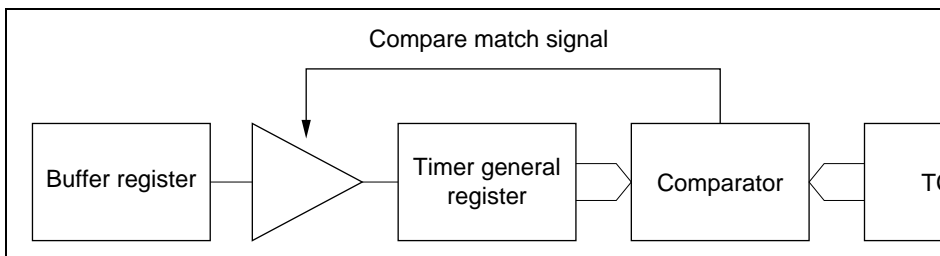 Compare match signal
Buffer register
Timer general
register
Comparator